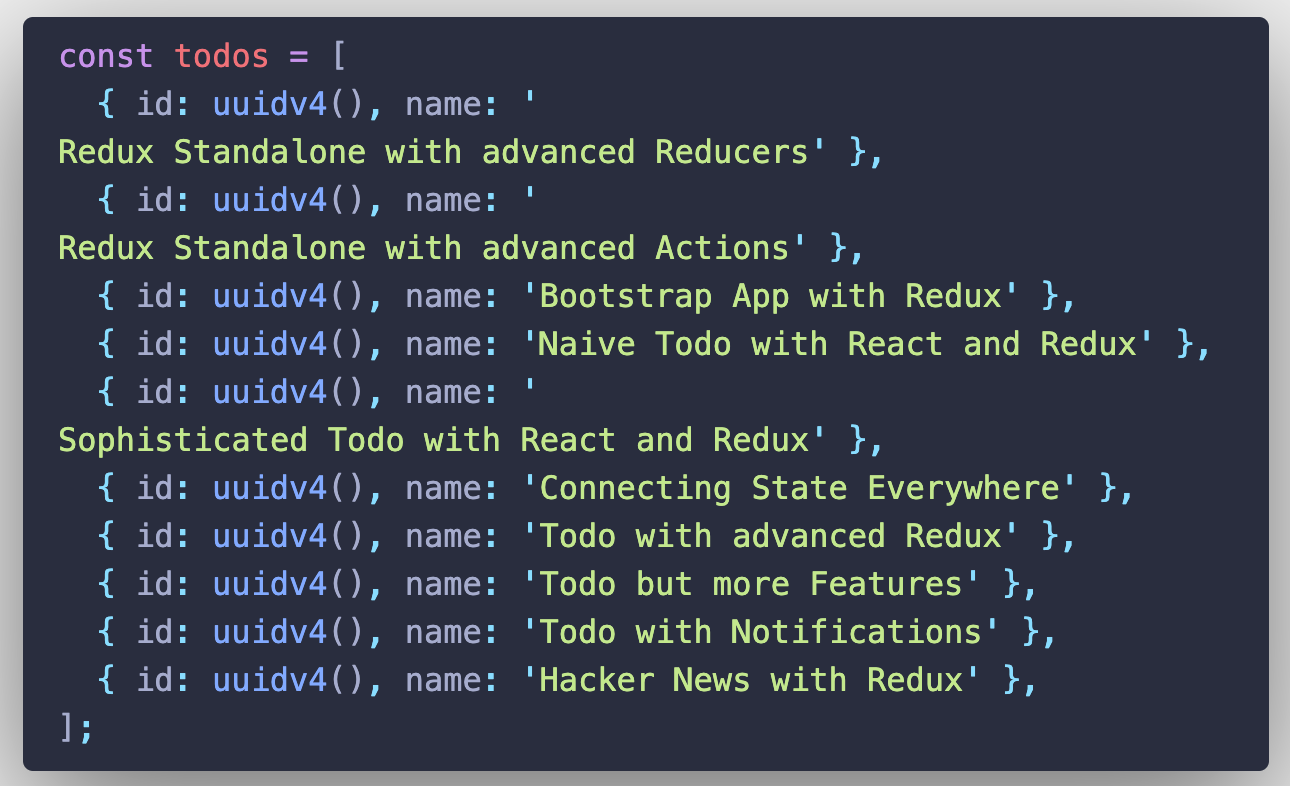 const todos = [
  { id: uuidv4(), name: '
Redux Standalone with advanced Reducers' },
  { id: uuidv4(), name: '
Redux Standalone with advanced Actions' },
  { id: uuidv4(), name: 'Bootstrap App with Redux' },
  { id: uuidv4(), name: 'Naive Todo with React and Redux' },
  { id: uuidv4(), name: '
Sophisticated Todo with React and Redux' },
  { id: uuidv4(), name: 'Connecting State Everywhere' },
  { id: uuidv4(), name: 'Todo with advanced Redux' },
  { id: uuidv4(), name: 'Todo but more Features' },
  { id: uuidv4(), name: 'Todo with Notifications' },
  { id: uuidv4(), name: 'Hacker News with Redux' },
];